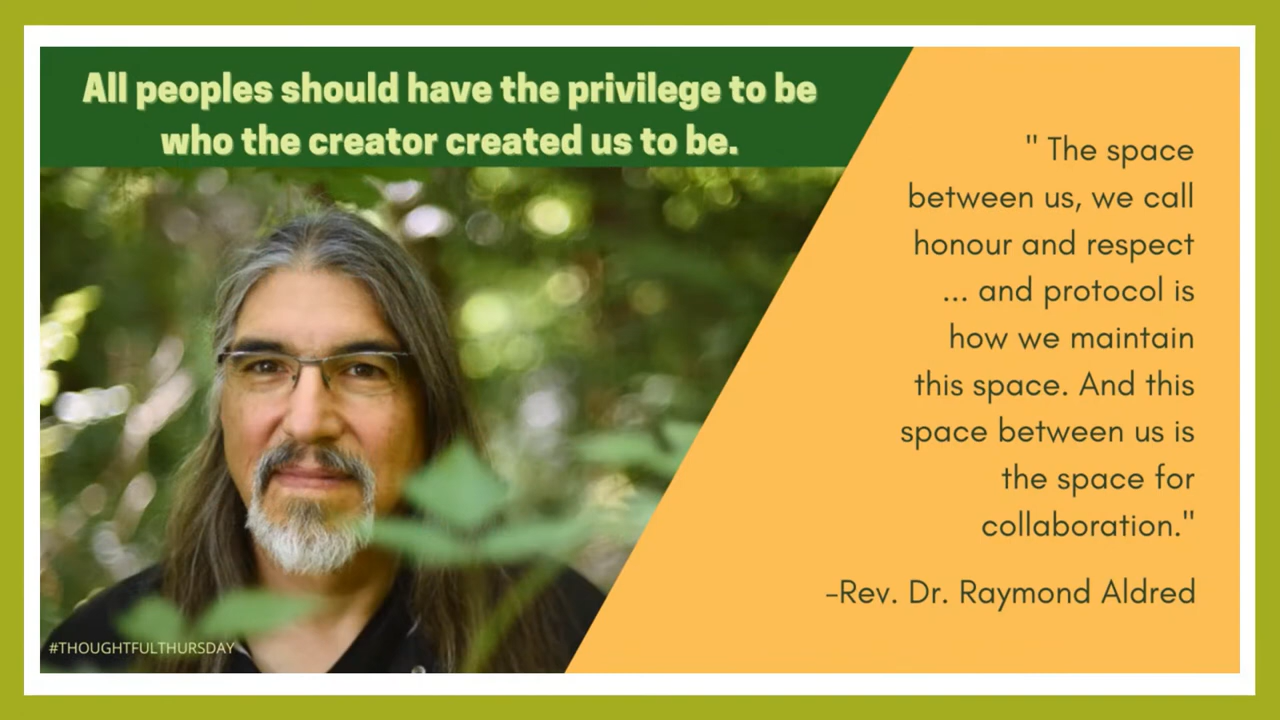 All peoples should have the privilege to be
who the creator created us to be.
" The space
between us, we call
honour and respect
... and protocol is
how we maintain
this space. And this
space between us is
the space for
collaboration."
–Rev. Dr. Raymond Aldred
#THOUGHTFULTHURSDAY